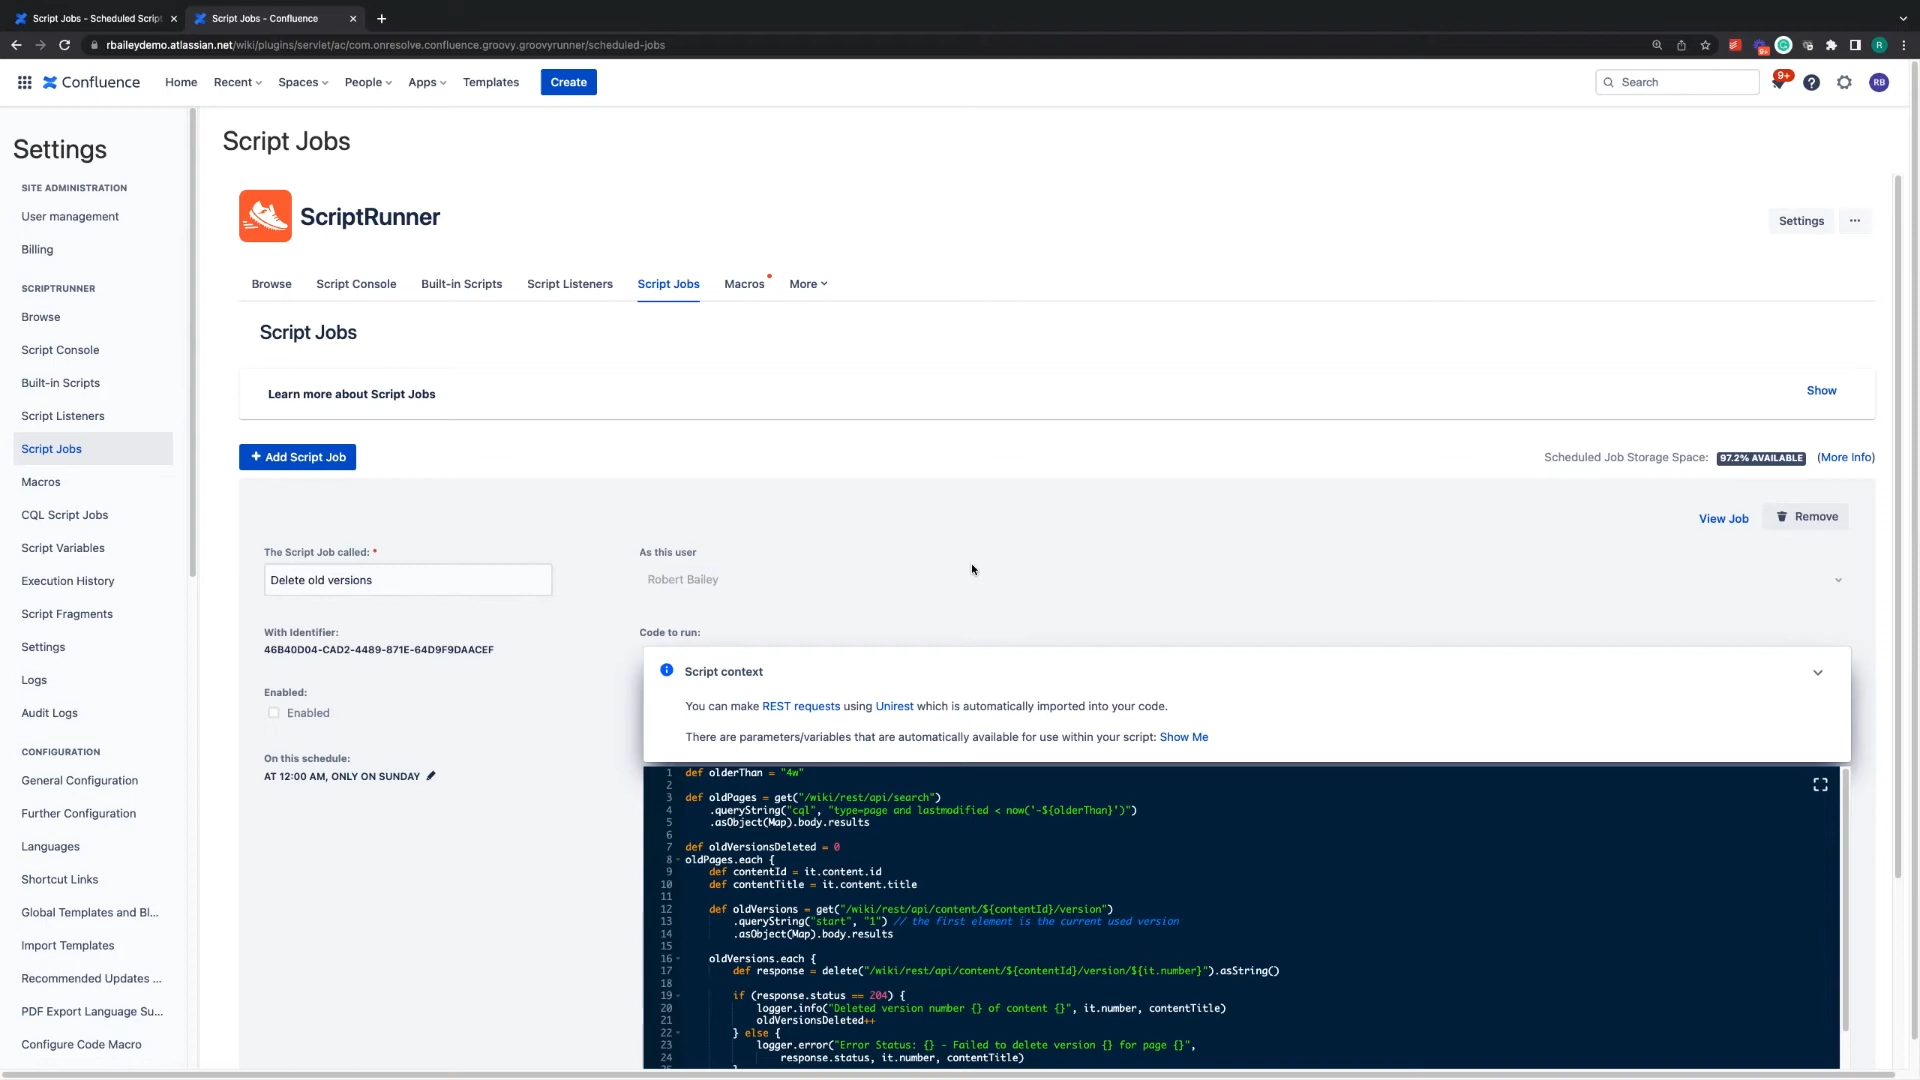 Script Jobs - Scheduled Script
Script Jobs - Confluence
rbaileydemo.atlassian.net/wiki/plugins/servlet/ac/com.onresolve.confluence.groovy.groovyrunner/scheduled-jobs
R
Confluence
Home
Recent
Spaces
People
Apps
Templates
Create
Search
9+
RB
Settings
SITE ADMINISTRATION
User management
Billing
SCRIPTRUNNER
Browse
Script Console
Built-in Scripts
Script Listeners
Script Jobs
Macros
CQL Script Jobs
Script Variables
Execution History
Script Fragments
Settings
Logs
Audit Logs
CONFIGURATION
General Configuration
Further Configuration
Languages
Shortcut Links
Global Templates and Bl...
Import Templates
Recommended Updates ...
PDF Export Language Su...
Configure Code Macro
Script Jobs
ScriptRunner
Settings
Browse
Script Console
Built-in Scripts
Script Listeners
Script Jobs
Macros
More
Script Jobs
Learn more about Script Jobs
Show
+ Add Script Job
Scheduled Job Storage Space: 97.2% AVAILABLE (More Info)
View Job
Remove
The Script Job called: *
Delete old versions
As this user
Robert Bailey
With Identifier:
46B40D04-CAD2-4489-871E-64D9F9DAACEF
Enabled:
Enabled
On this schedule:
AT 12:00 AM, ONLY ON SUNDAY
Code to run:
Script context
You can make REST requests using Unirest which is automatically imported into your code.
There are parameters/variables that are automatically available for use within your script: Show Me
1 def olderThan = "4w"
2
3 def oldPages = get("/wiki/rest/api/search")
4 .queryString("cql", "type=page and lastmodified < now('-${olderThan}')")
5 .asObject(Map).body.results
6
7 def oldVersionsDeleted = 0
8 oldPages.each {
9 def contentId = it.content.id
10 def contentTitle = it.content.title
11
12 def oldVersions = get("/wiki/rest/api/content/${contentId}/version")
13 .queryString("start", "1") // the first element is the current used version
14 .asObject(Map).body.results
15
16 oldVersions.each {
17 def response = delete("/wiki/rest/api/content/${contentId}/version/${it.number}").asString()
18
19 if (response.status == 204) {
20 logger.info("Deleted version number {} of content {}", it.number, contentTitle)
21 oldVersionsDeleted++
22 } else {
23 logger.error("Error Status: {} - Failed to delete version {} for page {}",
24 response.status, it.number, contentTitle)